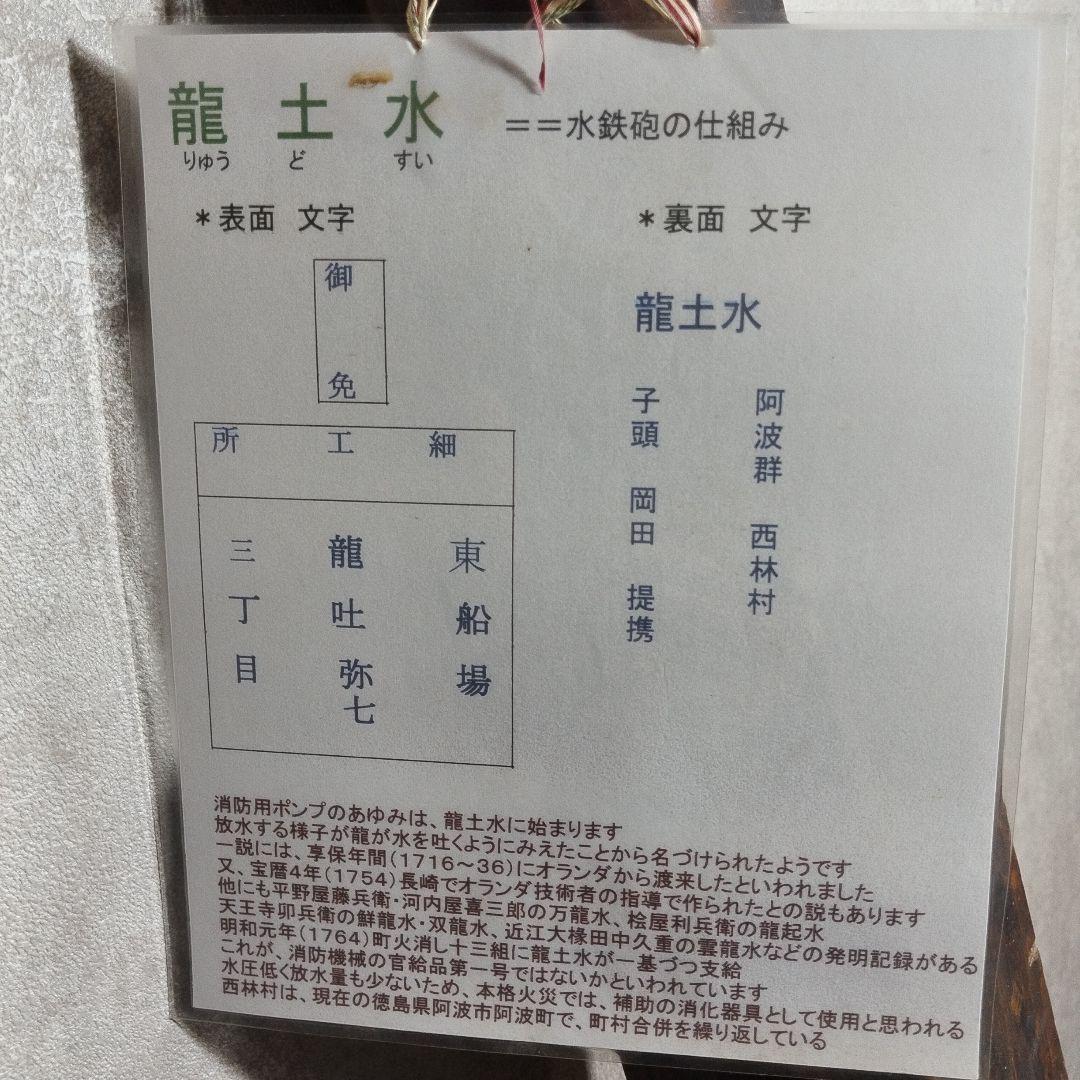 龍土水 ==水鉄砲の仕組み
りゅう ど すい
＊表面 文字
御免
所 工 細
東船場
龍吐弥七
三丁目
＊裏面 文字
龍土水
阿波群 西林村
子頭 岡田 提携
消防用ポンプのあゆみは、龍土水に始まります
放水する様子が龍が水を吐くようにみえたことから名づけられたようです
一説には、享保年間(1716～36)にオランダから渡来したといわれました
又、宝暦4年(1754)長崎でオランダ技術者の指導で作られたとの説もあります
他にも平野屋藤兵衛・河内屋喜三郎の万龍水、桧屋利兵衛の龍起水
天王寺卯兵衛の鮮龍水・双龍水、近江大椽田中久重の雲龍水などの発明記録がある
明和元年(1764)町火消し十三組に龍土水が一基づつ支給
これが、消防機械の官給品第一号ではないかといわれています
水圧低く放水量も少ないため、本格火災では、補助の消化器具として使用と思われる
西林村は、現在の徳島県阿波市阿波町で、町村合併を繰り返している